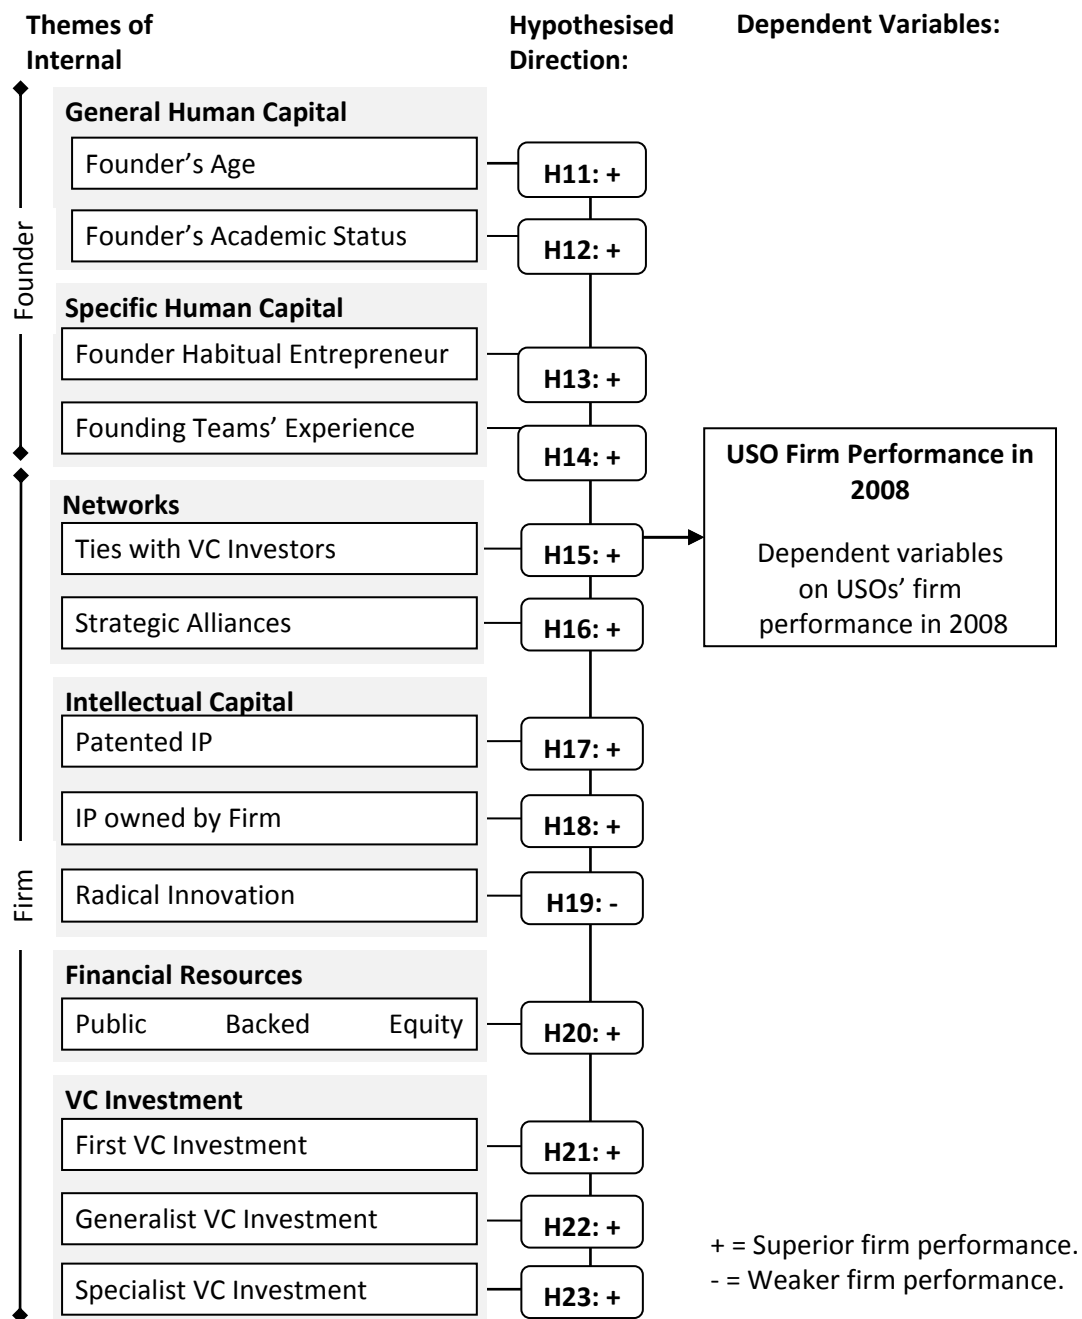 Themes of
Internal
Hypothesised
Direction:
Dependent Variables:
Founder
General Human Capital
Founder’s Age
H11: +
Founder’s Academic Status
H12: +
Specific Human Capital
Founder Habitual Entrepreneur
H13: +
Founding Teams’ Experience
H14: +
Firm
Networks
Ties with VC Investors
H15: +
Strategic Alliances
H16: +
Intellectual Capital
Patented IP
H17: +
IP owned by Firm
H18: +
Radical Innovation
H19: -
Financial Resources
Public Backed Equity
H20: +
VC Investment
First VC Investment
H21: +
Generalist VC Investment
H22: +
Specialist VC Investment
H23: +
USO Firm Performance in
2008
Dependent variables
on USOs’ firm
performance in 2008
+ = Superior firm performance.
- = Weaker firm performance.